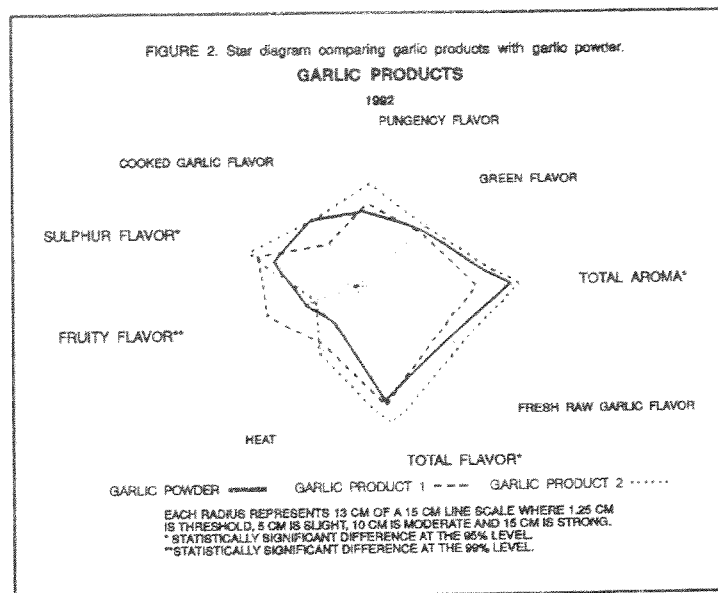 FIGURE 2. Star diagram comparing garlic products with garlic powder.
GARLIC PRODUCTS
1992
PUNGENCY FLAVOR
COOKED GARLIC FLAVOR
GREEN FLAVOR
SULPHUR FLAVOR*
TOTAL AROMA*
FRUITY FLAVOR**
FRESH RAW GARLIC FLAVOR
HEAT
TOTAL FLAVOR*
GARLIC POWDER GARLIC PRODUCT 1 GARLIC PRODUCT 2
EACH RADIUS REPRESENTS 13 CM OF A 15 CM LINE SCALE WHERE 1.25 CM
IS THRESHOLD, 5 CM IS SLIGHT, 10 CM IS MODERATE AND 15 CM IS STRONG.
* STATISTICALLY SIGNIFICANT DIFFERENCE AT THE 95% LEVEL.
**STATISTICALLY SIGNIFICANT DIFFERENCE AT THE 99% LEVEL.